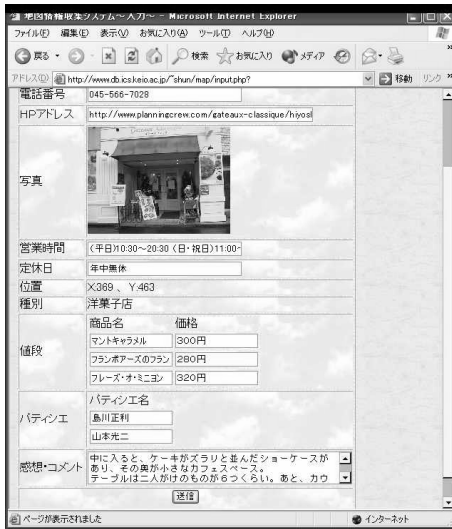 地図情報収集システム～入力～ - Microsoft Internet Explorer
ファイル(F) 編集(E) 表示(V) お気に入り(A) ツール(T) ヘルプ(H)
戻る 検索 お気に入り メディア
アドレス(D) http://www.db.ics.keio.ac.jp/~shun/map/input.php? 移動 リンク
電話番号 045-566-7028
HPアドレス http://www.planningcrew.com/gateaux-classique/hiyosl
写真
営業時間 (平日)10:30～20:30 (日・祝日)11:00-
定休日 年中無休
位置 X:369 、 Y:463
種別 洋菓子店
商品名 価格
値段
マントキャラメル 300円
フランボアーズのフラン 280円
フレーズ・オ・ミニヨン 320円
パティシエ名
パティシエ
島川正利
山本光二
感想・コメント
中に入ると、ケーキがズラリと並んだショーケースが
あり、その奥が小さなカフェスペース。
テーブルは二人がけのものが6つくらい。あと、カウ
送信
ページが表示されました インターネット